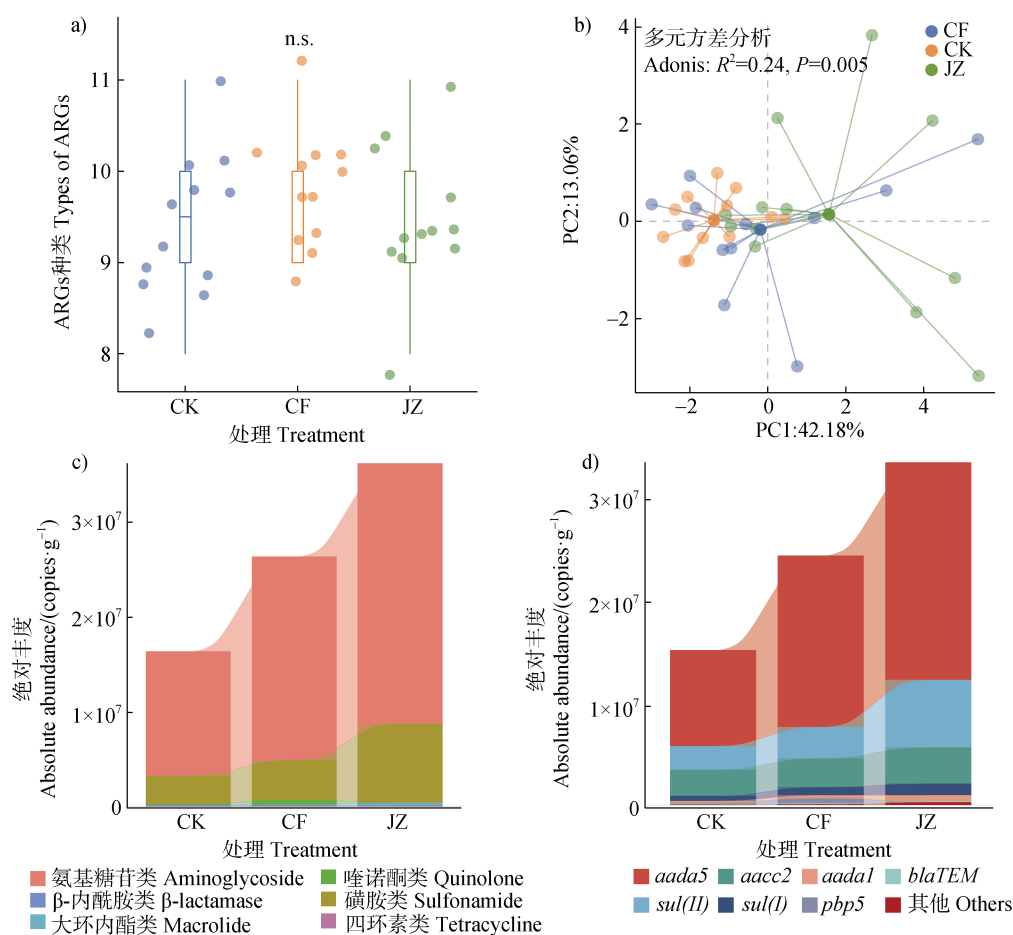 a)
n.s.
11
10
9
8
ARGs种类 Types of ARGs
CK
CF
JZ
处理 Treatment
b)
多元方差分析
Adonis: R²=0.24, P=0.005
CF
CK
JZ
4
2
0
−2
PC2:13.06%
−2
0
2
4
PC1:42.18%
c)
3×10⁷
2×10⁷
1×10⁷
0
绝对丰度
Absolute abundance/(copies·g⁻¹)
CK
CF
JZ
处理 Treatment
氨基糖苷类 Aminoglycoside
喹诺酮类 Quinolone
β-内酰胺类 β-lactamase
磺胺类 Sulfonamide
大环内酯类 Macrolide
四环素类 Tetracycline
d)
3×10⁷
2×10⁷
1×10⁷
0
绝对丰度
Absolute abundance/(copies·g⁻¹)
CK
CF
JZ
处理 Treatment
aada5
aacc2
aada1
blaTEM
sul(II)
sul(I)
pbp5
其他 Others